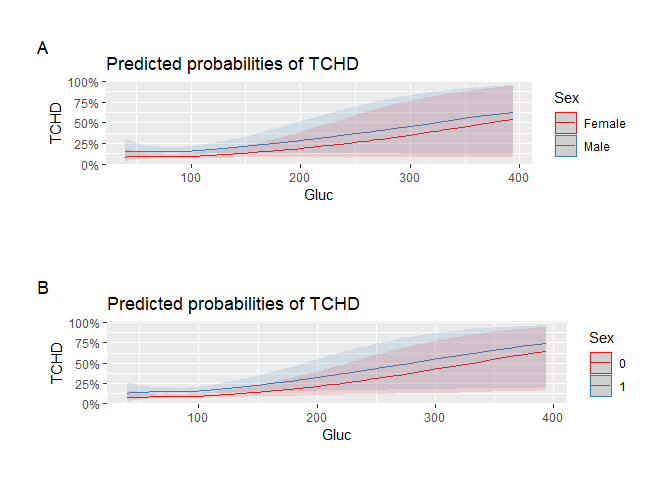 A
Predicted probabilities of TCHD
100%
75%
50%
25%
0%
TCHD
100
200
300
400
Gluc
Sex
Female
Male
B
Predicted probabilities of TCHD
100%
75%
50%
25%
0%
TCHD
100
200
300
400
Gluc
Sex
0
1